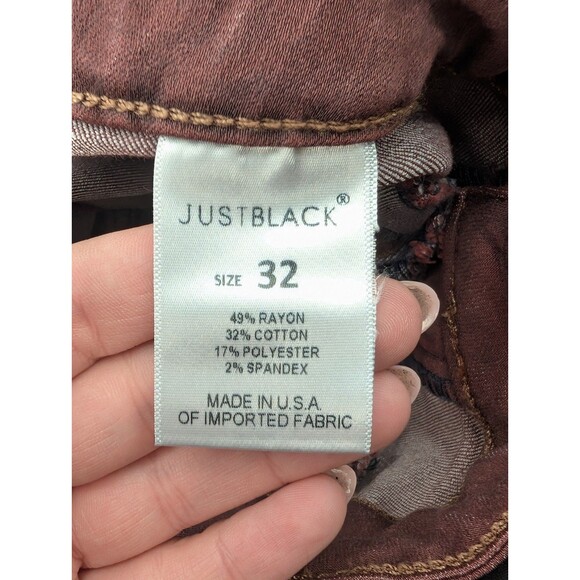 JUSTBLACK®
SIZE 32
49% RAYON
32% COTTON
17% POLYESTER
2% SPANDEX
MADE IN U.S.A.
OF IMPORTED FABRIC